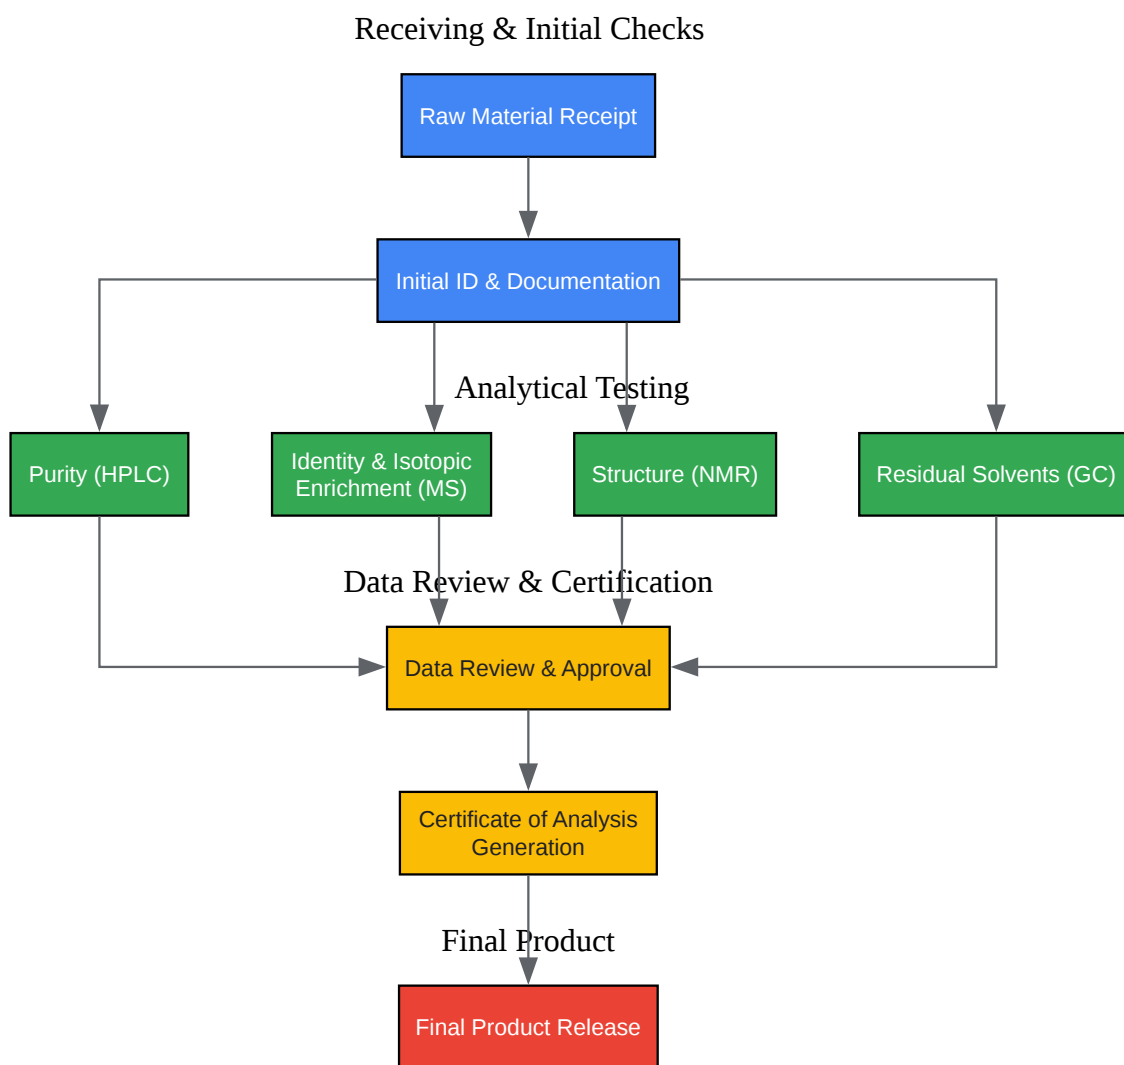 Receiving & Initial Checks
Raw Material Receipt
Initial ID & Documentation
Analytical Testing
Purity (HPLC)
Identity & Isotopic
Enrichment (MS)
Structure (NMR)
Residual Solvents (GC)
Data Review & Certification
Data Review & Approval
Certificate of Analysis
Generation
Final Product
Final Product Release